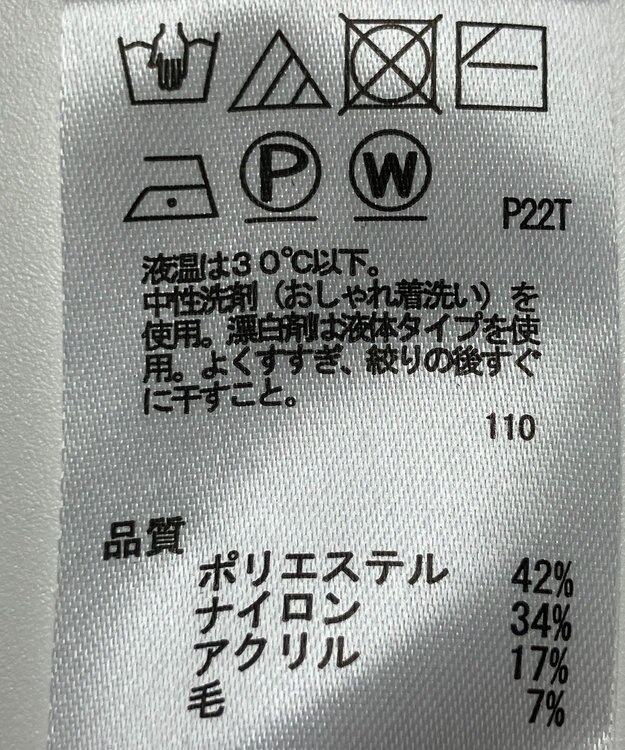 P W
P22T
液温は30℃以下。
中性洗剤（おしゃれ着洗い）を
使用。漂白剤は液体タイプを使
用。よくすすぎ、絞りの後すぐ
に干すこと。
110
品質
ポリエステル 42%
ナイロン 34%
アクリル 17%
毛 7%